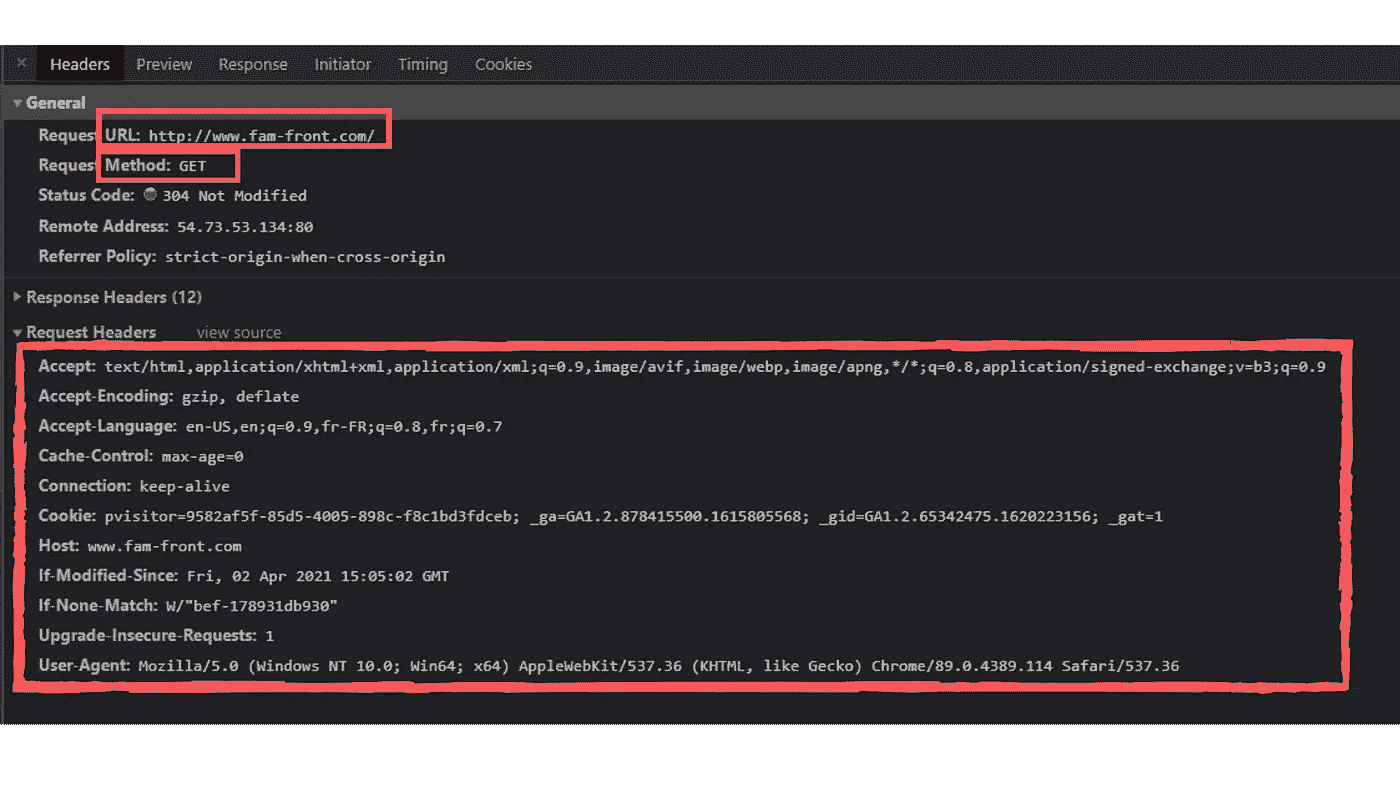 × Headers Preview Response Initiator Timing Cookies
General
Request URL: http://www.fam-front.com/
Request Method: GET
Status Code: 304 Not Modified
Remote Address: 54.73.53.134:80
Referrer Policy: strict-origin-when-cross-origin
Response Headers (12)
Request Headers view source
Accept: text/html,application/xhtml+xml,application/xml;q=0.9,image/avif,image/webp,image/apng,*/*;q=0.8,application/signed-exchange;v=b3;q=0.9
Accept-Encoding: gzip, deflate
Accept-Language: en-US,en;q=0.9,fr-FR;q=0.8,fr;q=0.7
Cache-Control: max-age=0
Connection: keep-alive
Cookie: pvisitor=9582af5f-85d5-4005-898c-f8c1bd3fdceb; _ga=GA1.2.878415500.1615805568; _gid=GA1.2.65342475.1620223156; _gat=1
Host: www.fam-front.com
If-Modified-Since: Fri, 02 Apr 2021 15:05:02 GMT
If-None-Match: W/"bef-178931db930"
Upgrade-Insecure-Requests: 1
User-Agent: Mozilla/5.0 (Windows NT 10.0; Win64; x64) AppleWebKit/537.36 (KHTML, like Gecko) Chrome/89.0.4389.114 Safari/537.36